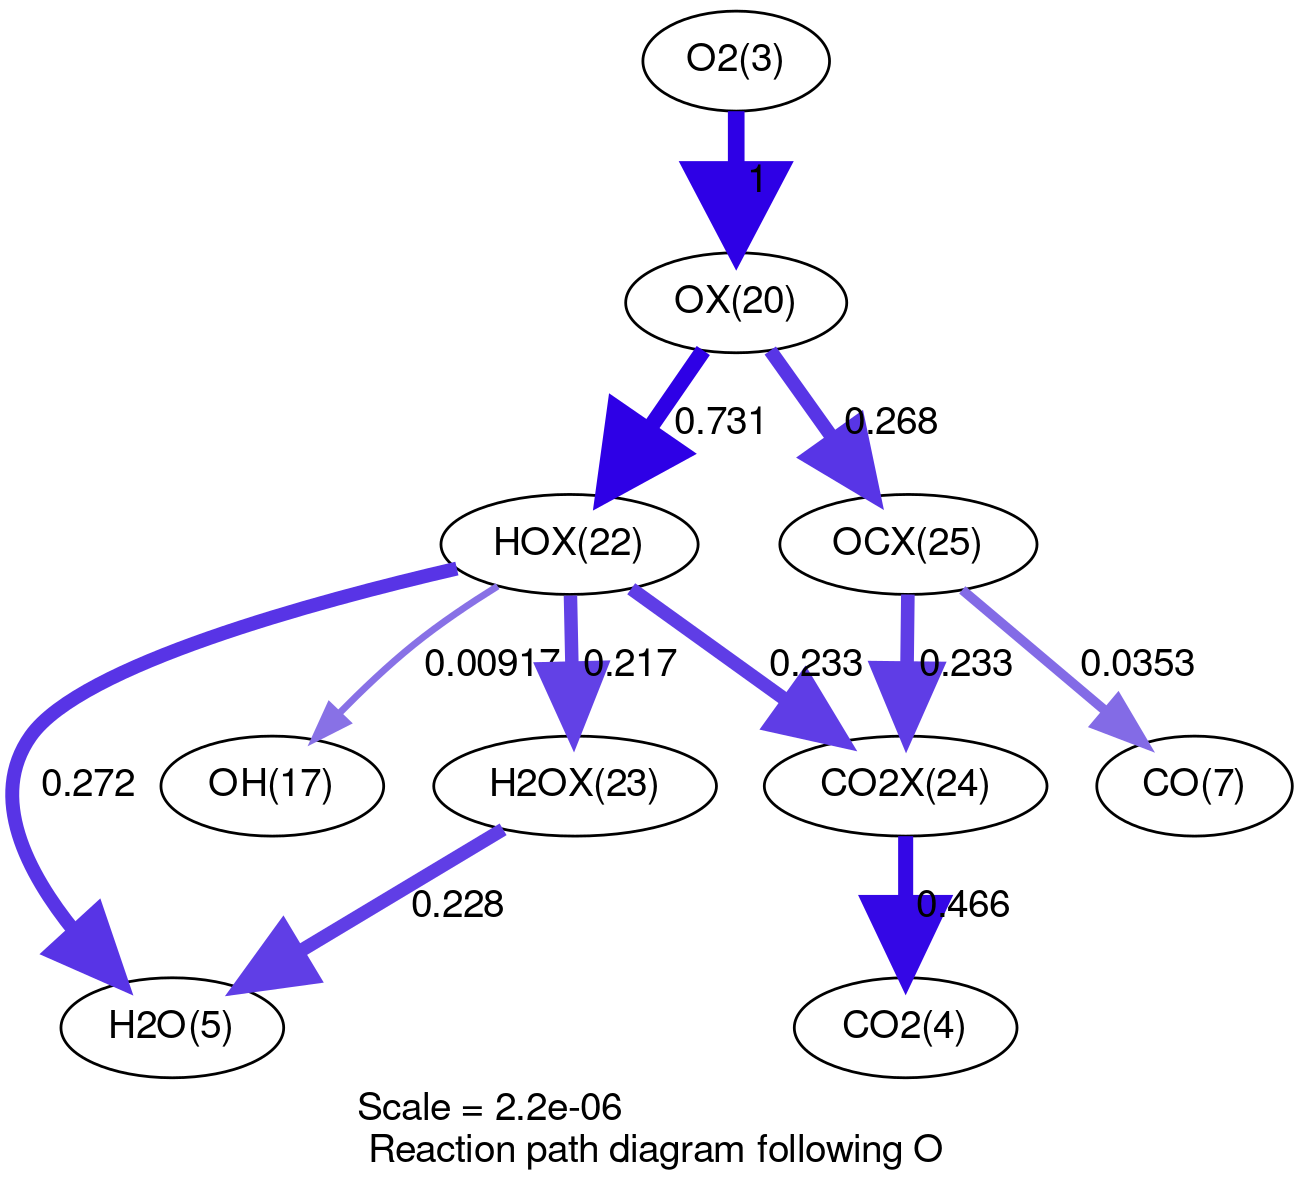 O2(3)
1
OX(20)
0.731
0.268
HOX(22)
OCX(25)
0.00917
0.217
0.233
0.233
0.0353
0.272
OH(17)
H2OX(23)
CO2X(24)
CO(7)
0.228
0.466
H2O(5)
CO2(4)
Scale = 2.2e-06
Reaction path diagram following O